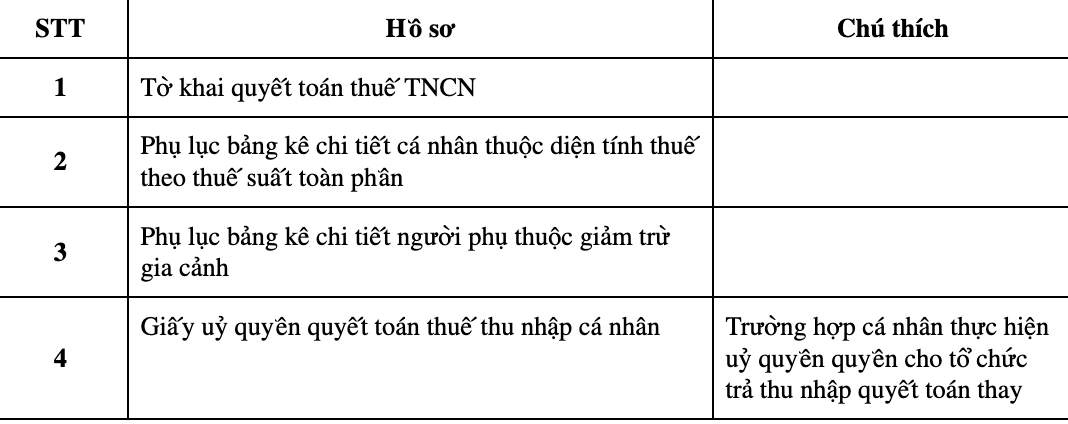 STT Hồ sơ Chú thích
1 Tờ khai quyết toán thuế TNCN
2 Phụ lục bảng kê chi tiết cá nhân thuộc diện tính thuế
theo thuế suất toàn phần
3 Phụ lục bảng kê chi tiết người phụ thuộc giảm trừ
gia cảnh
4 Giấy uỷ quyền quyết toán thuế thu nhập cá nhân
Trường hợp cá nhân thực hiện
uỷ quyền quyền cho tổ chức
trả thu nhập quyết toán thay